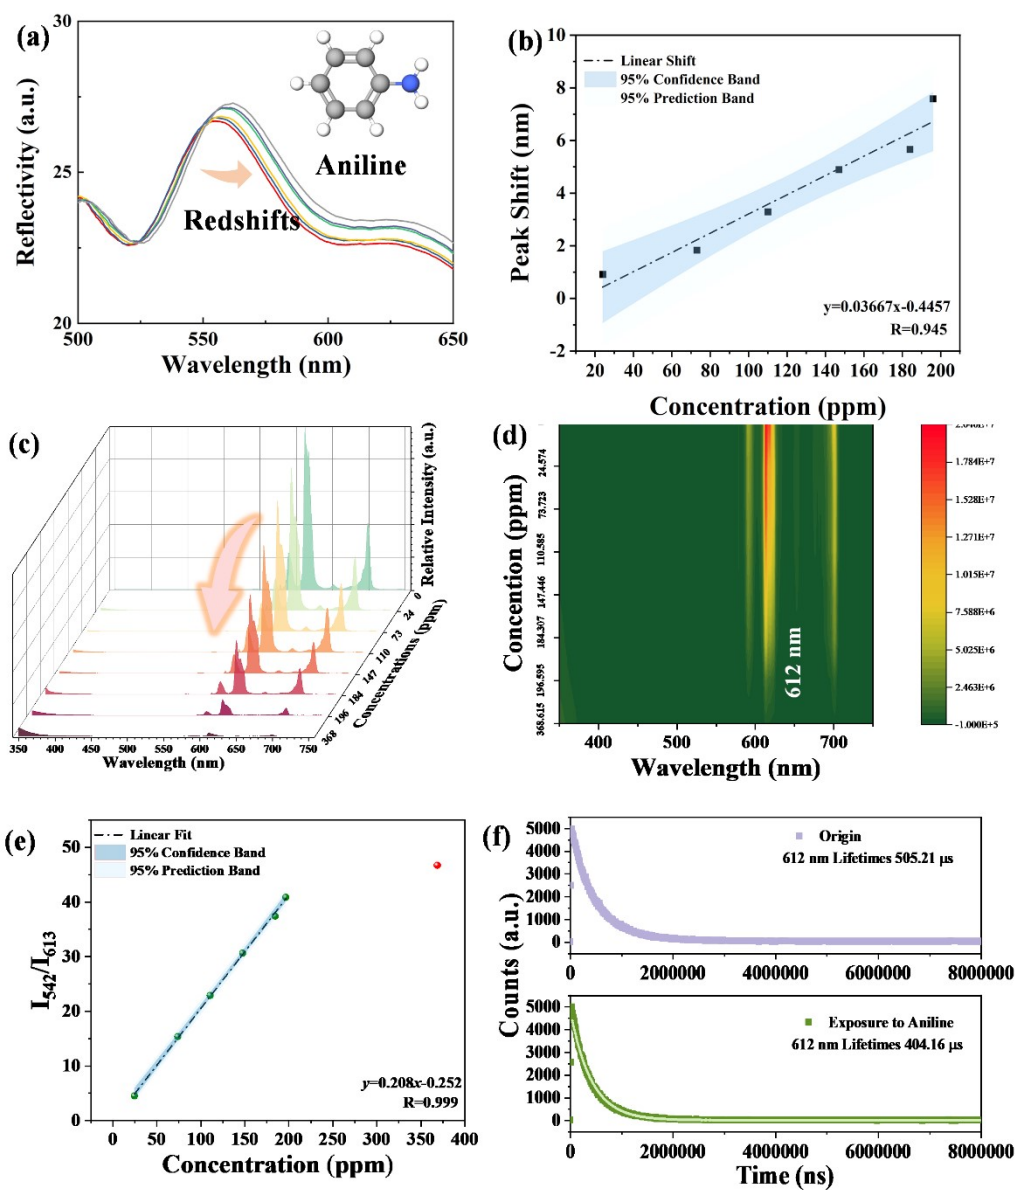 (a)
30
25
20
Reflectivity (a.u.)
Aniline
Redshifts
500
550
600
650
Wavelength (nm)
(b)
10
8
6
4
2
0
-2
Peak Shift (nm)
Linear Shift
95% Confidence Band
95% Prediction Band
y=0.03667x-0.4457
R=0.945
20
40
60
80
100
120
140
160
180
200
Concentration (ppm)
(c)
Relative Intensity (a.u.)
0
24
73
110
147
184
196
368
Concentrations (ppm)
350
400
450
500
550
600
650
700
750
Wavelength (nm)
(d)
Concention (ppm)
24.574
73.723
110.585
147.446
184.307
196.595
368.615
612 nm
400
500
600
700
Wavelength (nm)
1.784E+7
1.528E+7
1.271E+7
1.015E+7
7.588E+6
5.025E+6
2.463E+6
-1.000E+5
(e)
50
40
30
20
10
0
I542/I613
Linear Fit
95% Confidence Band
95% Prediction Band
y=0.208x-0.252
R=0.999
0
50
100
150
200
250
300
350
400
Concentration (ppm)
(f)
Counts (a.u.)
5000
4000
3000
2000
1000
0
Origin
612 nm Lifetimes 505.21 μs
0
2000000
4000000
6000000
8000000
5000
4000
3000
2000
1000
0
Exposure to Aniline
612 nm Lifetimes 404.16 μs
0
2000000
4000000
6000000
8000000
Time (ns)